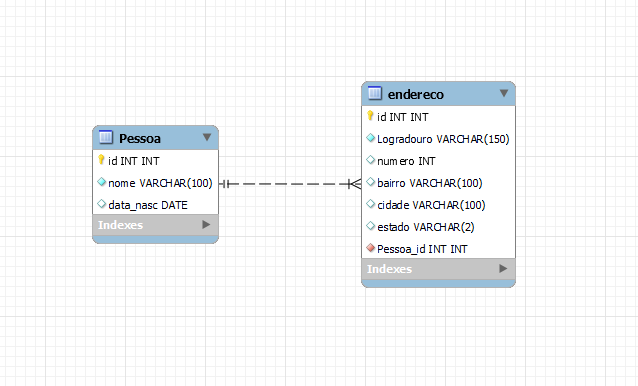 Pessoa
id INT INT
nome VARCHAR(100)
data_nasc DATE
Indexes
endereco
id INT INT
Logradouro VARCHAR(150)
numero INT
bairro VARCHAR(100)
cidade VARCHAR(100)
estado VARCHAR(2)
Pessoa_id INT INT
Indexes